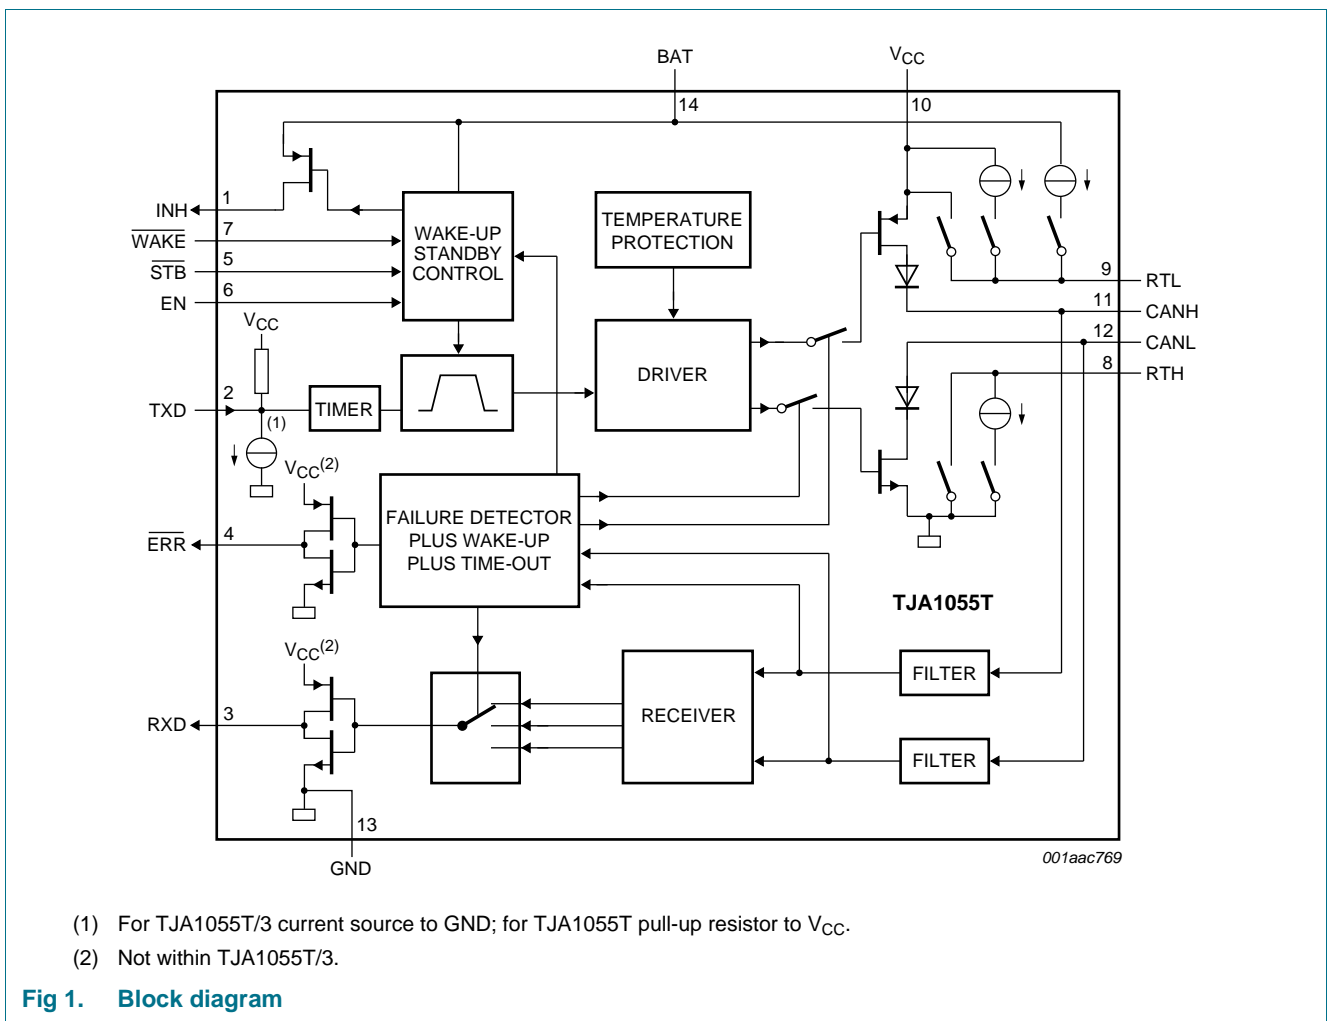 BAT
VCC
14
10
1
INH
7
WAKE
5
STB
6
EN
WAKE-UP
STANDBY
CONTROL
TEMPERATURE
PROTECTION
9
RTL
11
CANH
12
CANL
8
RTH
VCC
2
TXD
(1)
TIMER
DRIVER
VCC(2)
4
ERR
FAILURE DETECTOR
PLUS WAKE-UP
PLUS TIME-OUT
TJA1055T
VCC(2)
3
RXD
RECEIVER
FILTER
FILTER
13
GND
001aac769
(1) For TJA1055T/3 current source to GND; for TJA1055T pull-up resistor to VCC.
(2) Not within TJA1055T/3.
Fig 1. Block diagram